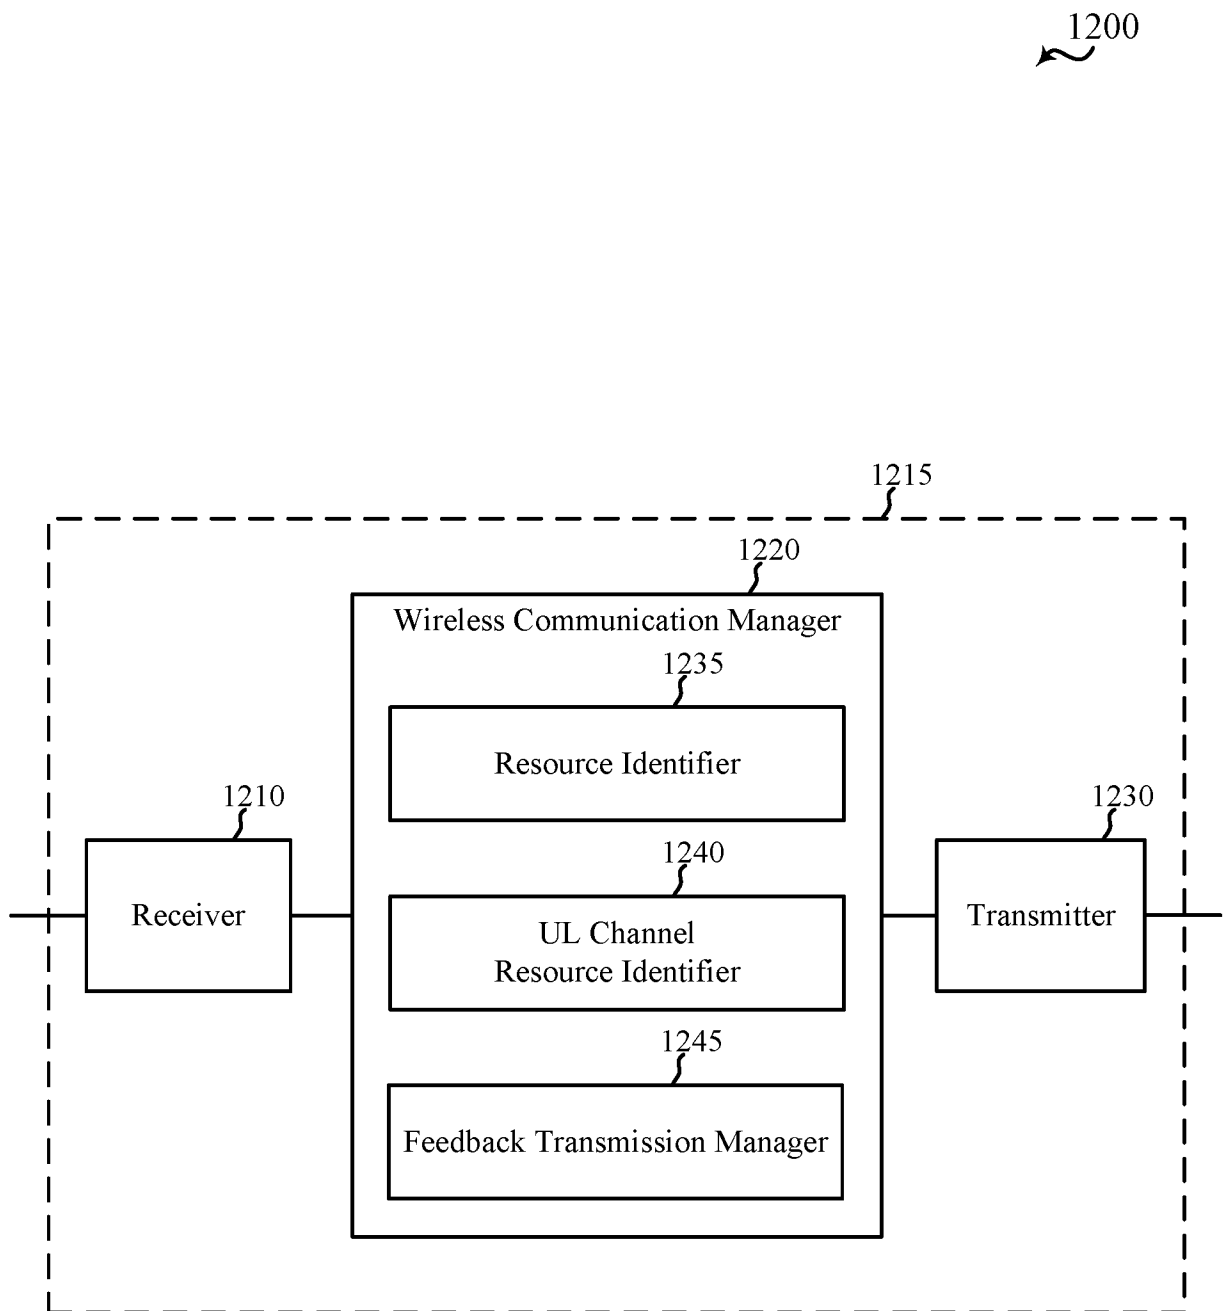 1200
1215
1220
Wireless Communication Manager
1235
Resource Identifier
1210
Receiver
1240
UL Channel
Resource Identifier
1230
Transmitter
1245
Feedback Transmission Manager